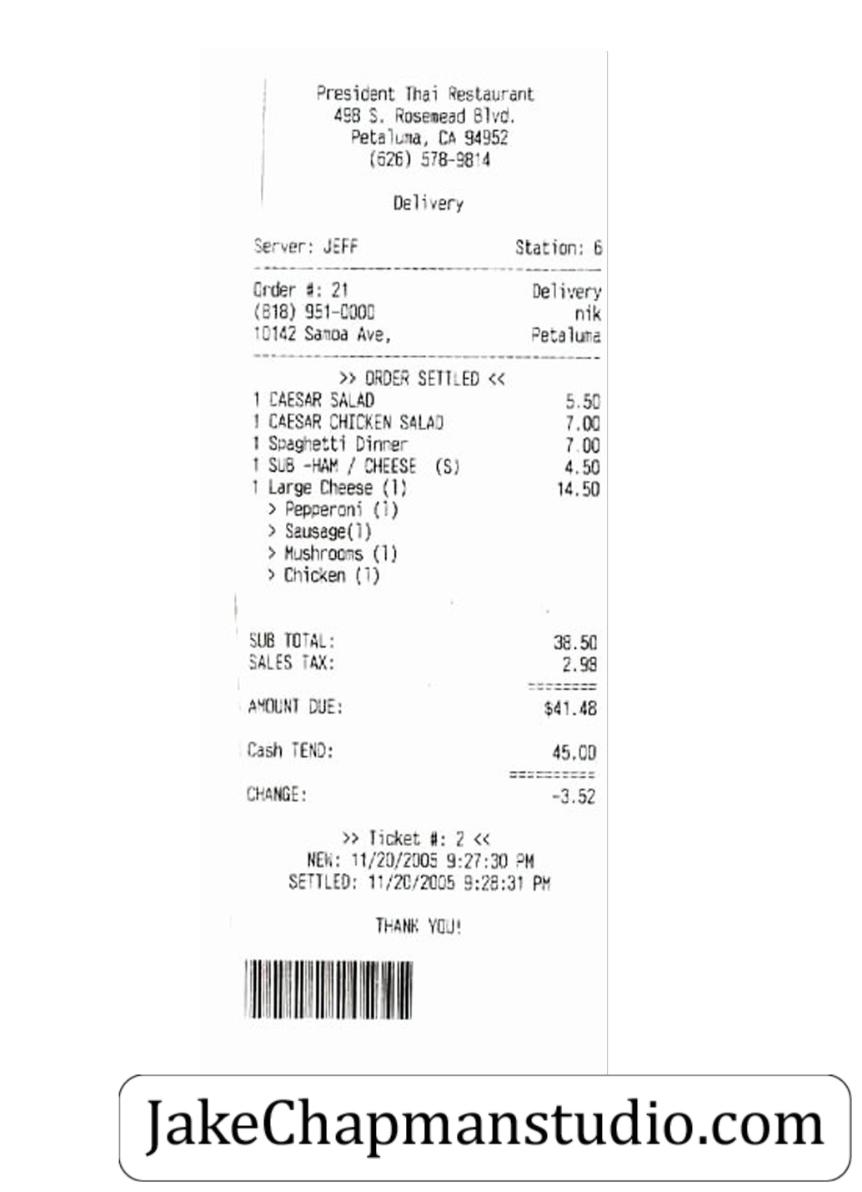 President Thai Restaurant
498 S. Rosemead Blvd.
Petaluma, CA 94952
(626) 578-9814
Delivery
Server: JEFF Station: 6
Order #: 21 Delivery
(818) 951-0000 nik
10142 Samoa Ave, Petaluma
>> ORDER SETTLED <<
1 CAESAR SALAD 5.50
1 CAESAR CHICKEN SALAD 7.00
1 Spaghetti Dinner 7.00
1 SUB -HAM / CHEESE (S) 4.50
1 Large Cheese (1) 14.50
> Pepperoni (1)
> Sausage(1)
> Mushrooms (1)
> Chicken (1)
SUB TOTAL: 38.50
SALES TAX: 2.98
========
AMOUNT DUE: $41.48
Cash TEND: 45.00
==========
CHANGE: -3.52
>> Ticket #: 2 <<
NEW: 11/20/2005 9:27:30 PM
SETTLED: 11/20/2005 9:28:31 PM
THANK YOU!
JakeChapmanstudio.com